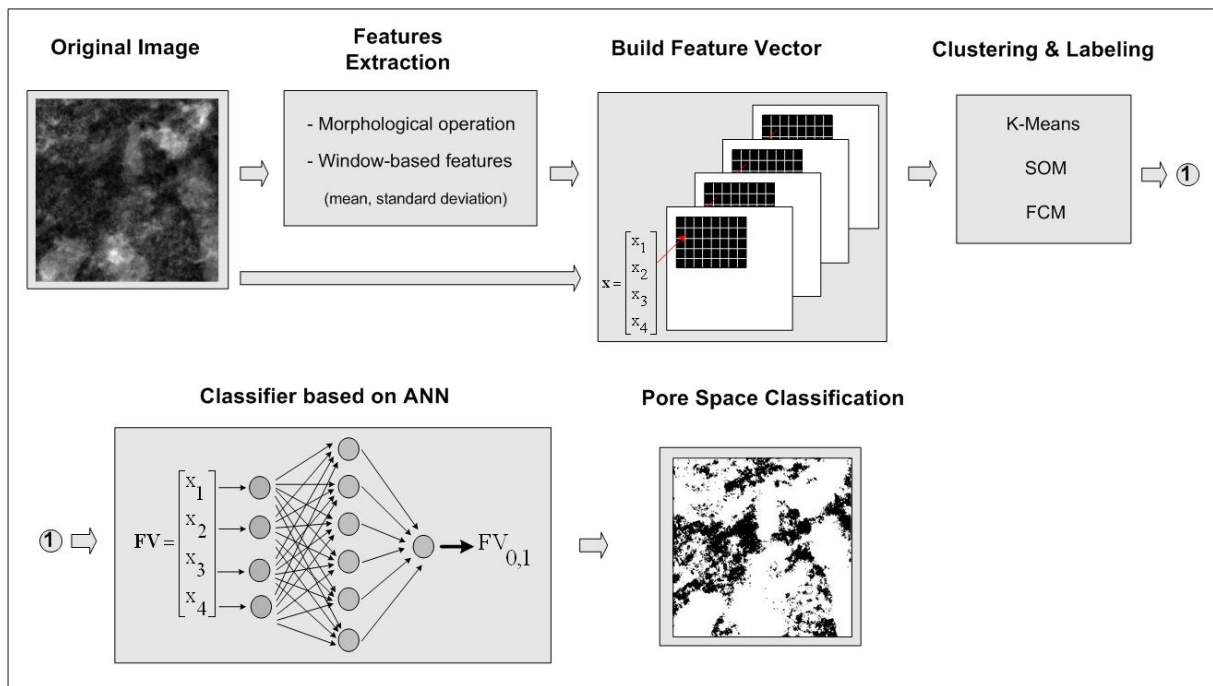 Original Image
Features
Extraction
Build Feature Vector
Clustering & Labeling
- Morphological operation
- Window-based features
(mean, standard deviation)
x =
x1
x2
x3
x4
K-Means
SOM
FCM
1
Classifier based on ANN
Pore Space Classification
1
FV =
x1
x2
x3
x4
FV0,1